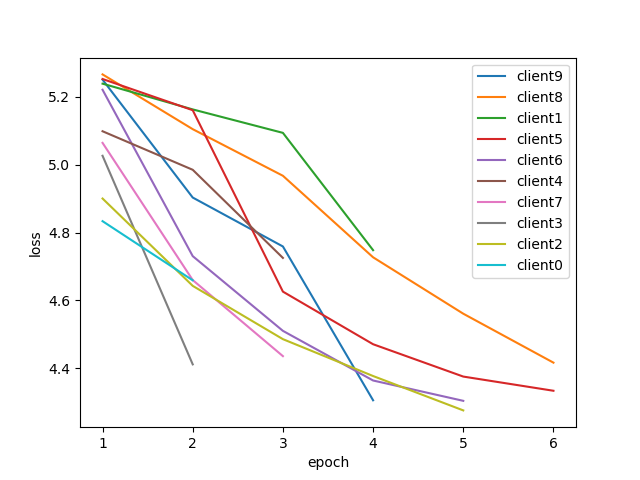 5.2
5.0
4.8
4.6
4.4
loss
1 2 3 4 5 6
epoch
client9
client8
client1
client5
client6
client4
client7
client3
client2
client0